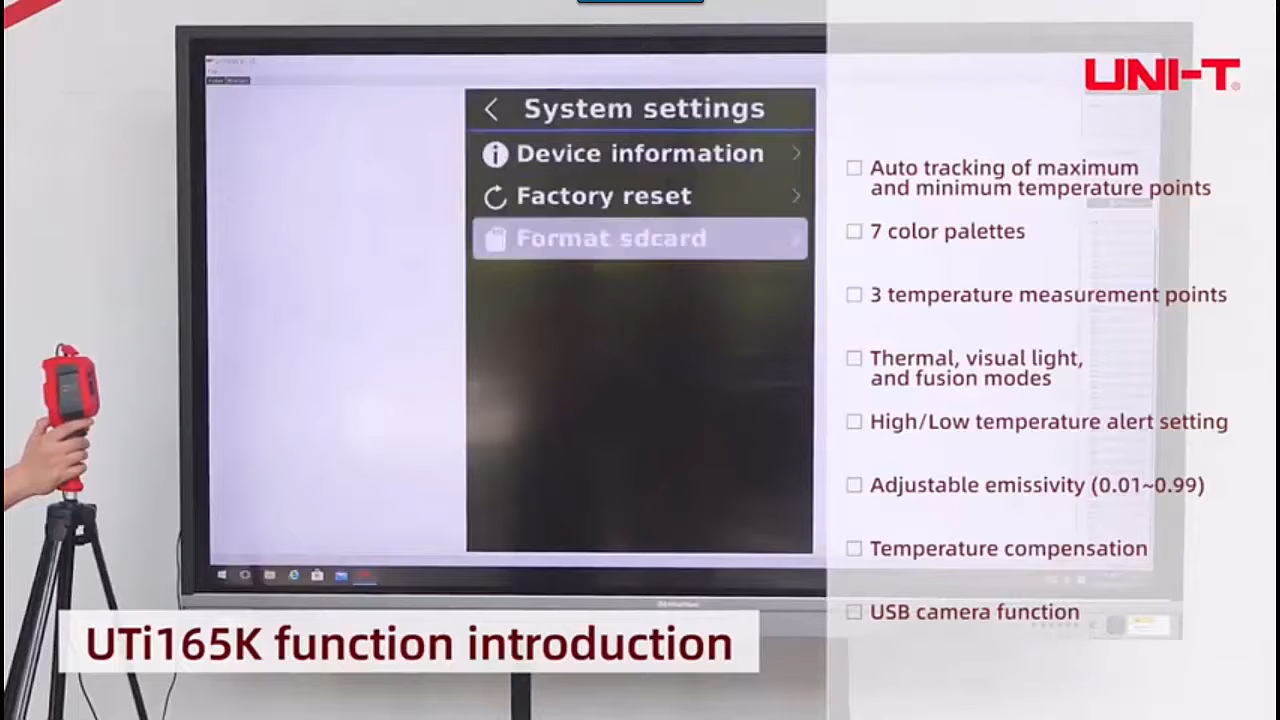 UNI-T
System settings
Device information
Factory reset
Format sdcard
Auto tracking of maximum
and minimum temperature points
7 color palettes
3 temperature measurement points
Thermal, visual light,
and fusion modes
High/Low temperature alert setting
Adjustable emissivity (0.01~0.99)
Temperature compensation
USB camera function
UTi165K function introduction